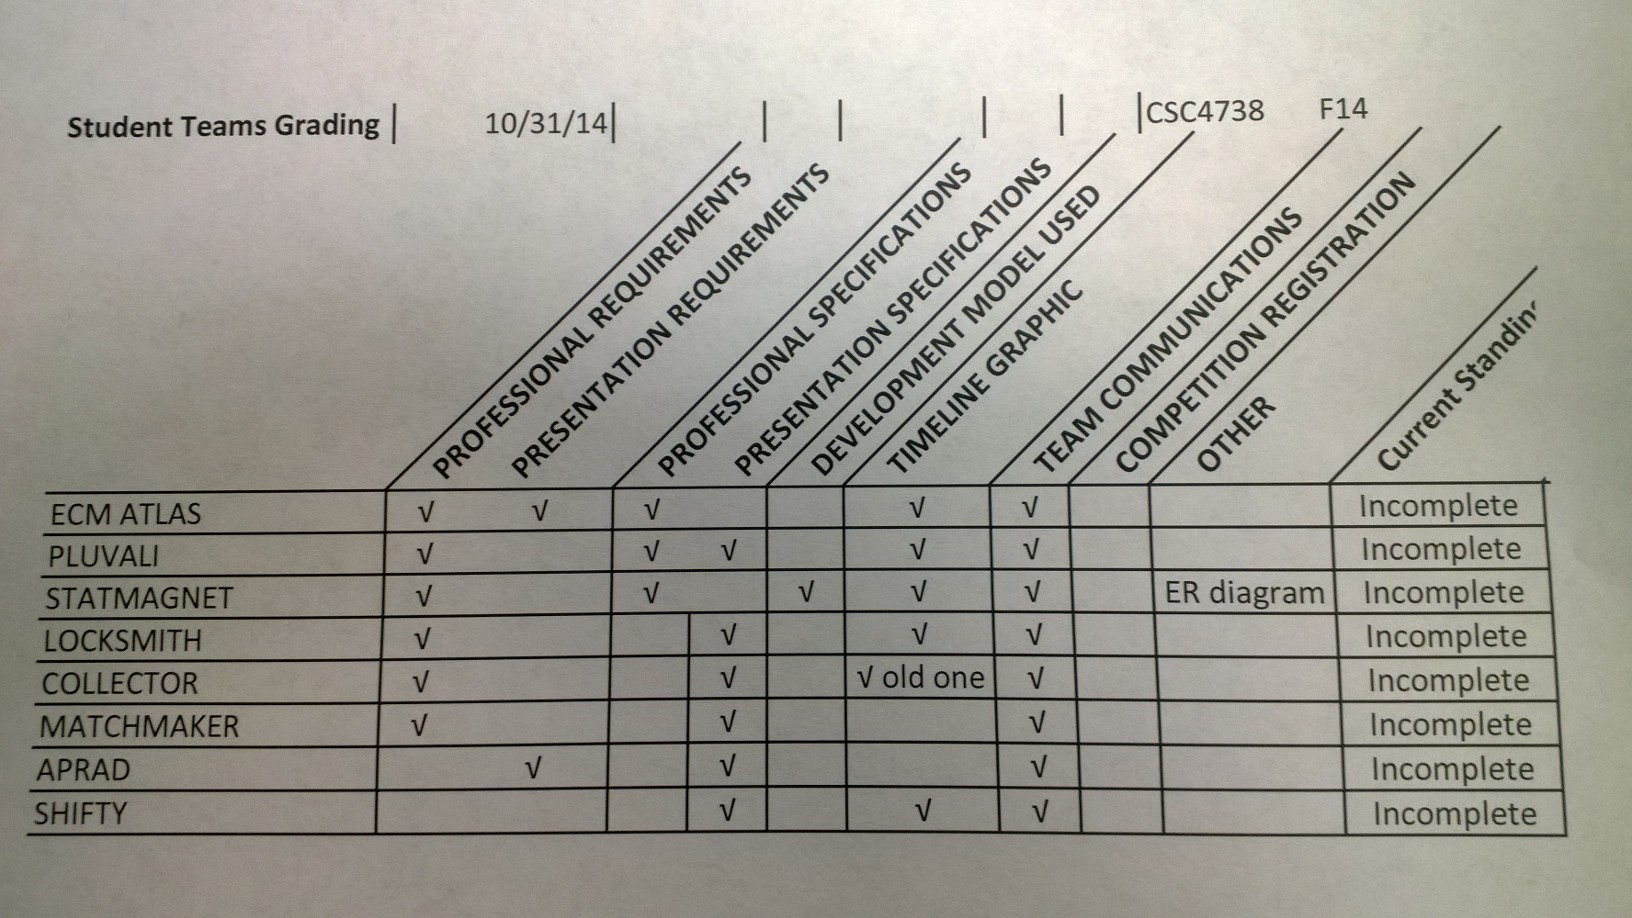 Student Teams Grading | 10/31/14| | | | | |CSC4738 F14
PROFESSIONAL REQUIREMENTS
PRESENTATION REQUIREMENTS
PROFESSIONAL SPECIFICATIONS
PRESENTATION SPECIFICATIONS
DEVELOPMENT MODEL USED
TIMELINE GRAPHIC
TEAM COMMUNICATIONS
COMPETITION REGISTRATION
OTHER
Current Standing
ECM ATLAS √ √ √ √ √ Incomplete
PLUVALI √ √ √ √ √ Incomplete
STATMAGNET √ √ √ √ √ ER diagram Incomplete
LOCKSMITH √ √ √ √ Incomplete
COLLECTOR √ √ √ old one √ Incomplete
MATCHMAKER √ √ √ Incomplete
APRAD √ √ √ Incomplete
SHIFTY √ √ √ Incomplete